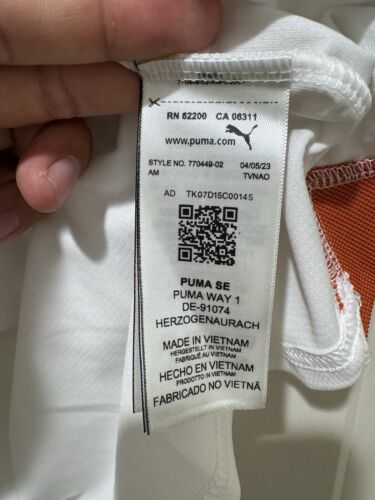 RN 62200 CA 06311
www.puma.com
STYLE NO. 770449-02 04/05/23
AM TVNAO
AD TK07D15C00145
PUMA SE
PUMA WAY 1
DE-91074
HERZOGENAURACH
MADE IN VIETNAM
HERGESTELLT IN VIETNAM
FABRIQUÉ AU VIETNAM
HECHO EN VIETNAM
PRODOTTO IN VIETNAM
FABRICADO NO VIETNÃ